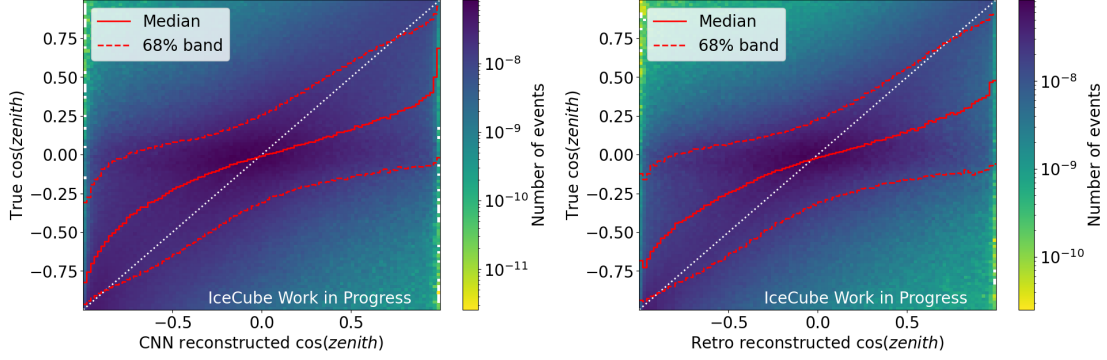 Median
68% band
0.75
0.50
0.25
0.00
−0.25
−0.50
−0.75
True cos(zenith)
IceCube Work in Progress
−0.5
0.0
0.5
CNN reconstructed cos(zenith)
10⁻⁸
10⁻⁹
10⁻¹⁰
10⁻¹¹
Number of events
Median
68% band
0.75
0.50
0.25
0.00
−0.25
−0.50
−0.75
True cos(zenith)
IceCube Work in Progress
−0.5
0.0
0.5
Retro reconstructed cos(zenith)
10⁻⁸
10⁻⁹
10⁻¹⁰
Number of events